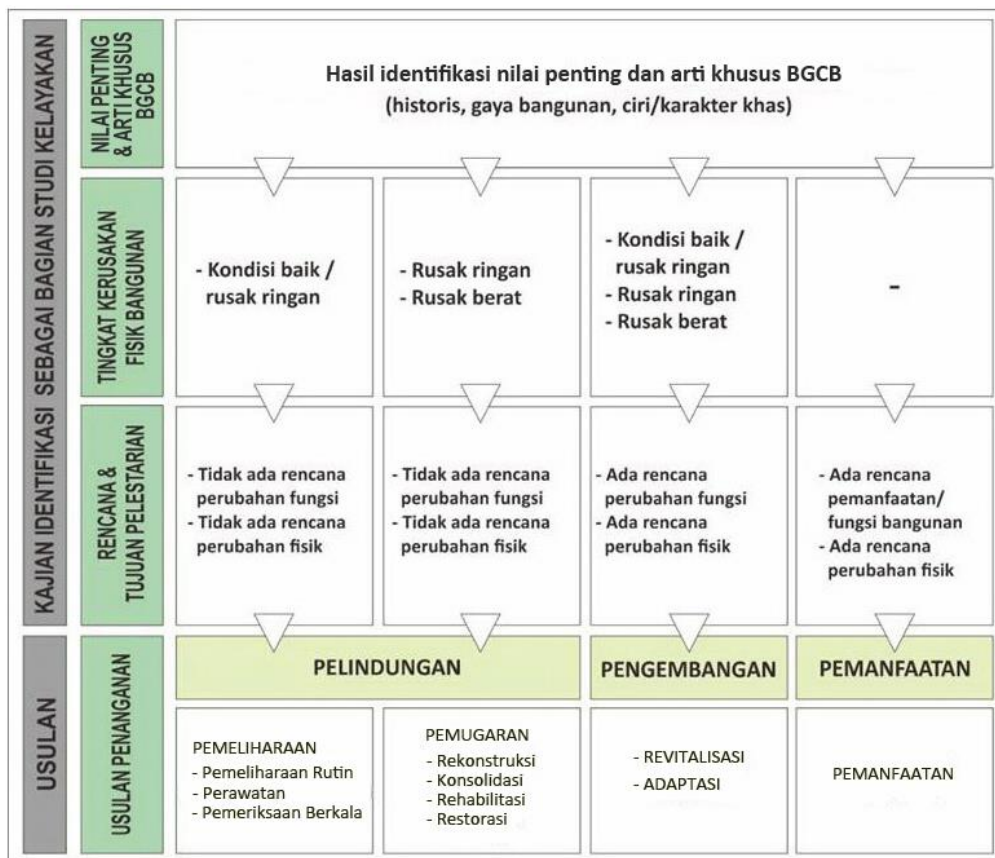 KAJIAN IDENTIFIKASI SEBAGAI BAGIAN STUDI KELAYAKAN
NILAI PENTING
& ARTI KHUSUS
BGCB
Hasil identifikasi nilai penting dan arti khusus BGCB
(historis, gaya bangunan, ciri/karakter khas)
TINGKAT KERUSAKAN
FISIK BANGUNAN
- Kondisi baik /
rusak ringan
- Rusak ringan
- Rusak berat
- Kondisi baik /
rusak ringan
- Rusak ringan
- Rusak berat
-
RENCANA &
TUJUAN PELESTARIAN
- Tidak ada rencana
perubahan fungsi
- Tidak ada rencana
perubahan fisik
- Tidak ada rencana
perubahan fungsi
- Tidak ada rencana
perubahan fisik
- Ada rencana
perubahan fungsi
- Ada rencana
perubahan fisik
- Ada rencana
pemanfaatan/
fungsi bangunan
- Ada rencana
perubahan fisik
USULAN
USULAN PENANGANAN
PELINDUNGAN
PENGEMBANGAN
PEMANFAATAN
PEMELIHARAAN
- Pemeliharaan Rutin
- Perawatan
- Pemeriksaan Berkala
PEMUGARAN
- Rekonstruksi
- Konsolidasi
- Rehabilitasi
- Restorasi
- REVITALISASI
- ADAPTASI
PEMANFAATAN